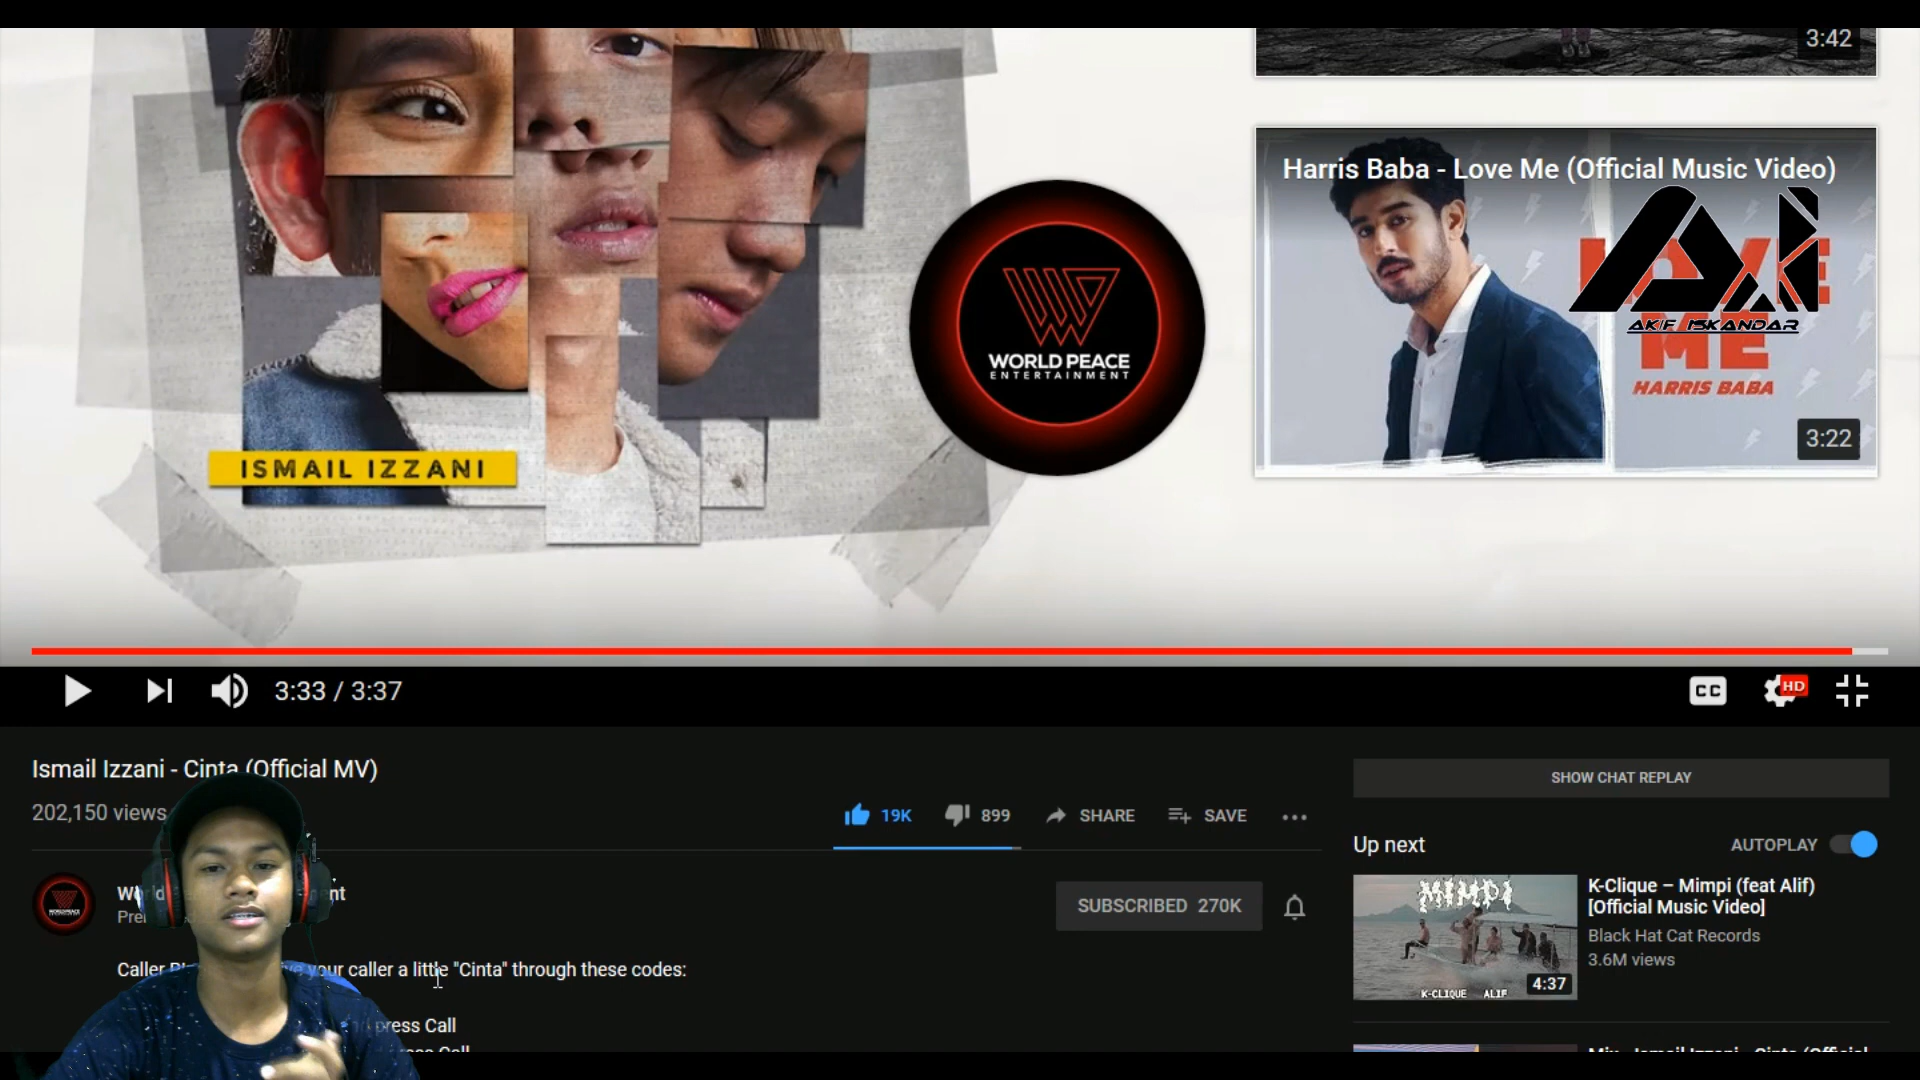 3:42
Harris Baba - Love Me (Official Music Video)
AKIF ISKANDAR
ME
HARRIS BABA
3:22
WORLD PEACE
ENTERTAINMENT
ISMAIL IZZANI
3:33 / 3:37
CC
HD
Ismail Izzani - Cinta (Official MV)
202,150 views
19K
899
SHARE
SAVE
SHOW CHAT REPLAY
Up next
AUTOPLAY
SUBSCRIBED 270K
Caller
your caller a little "Cinta" through these codes:
press Call
K-Clique – Mimpi (feat Alif)
[Official Music Video]
Black Hat Cat Records
3.6M views
MIMPI
K-CLIQUE ALIF
4:37